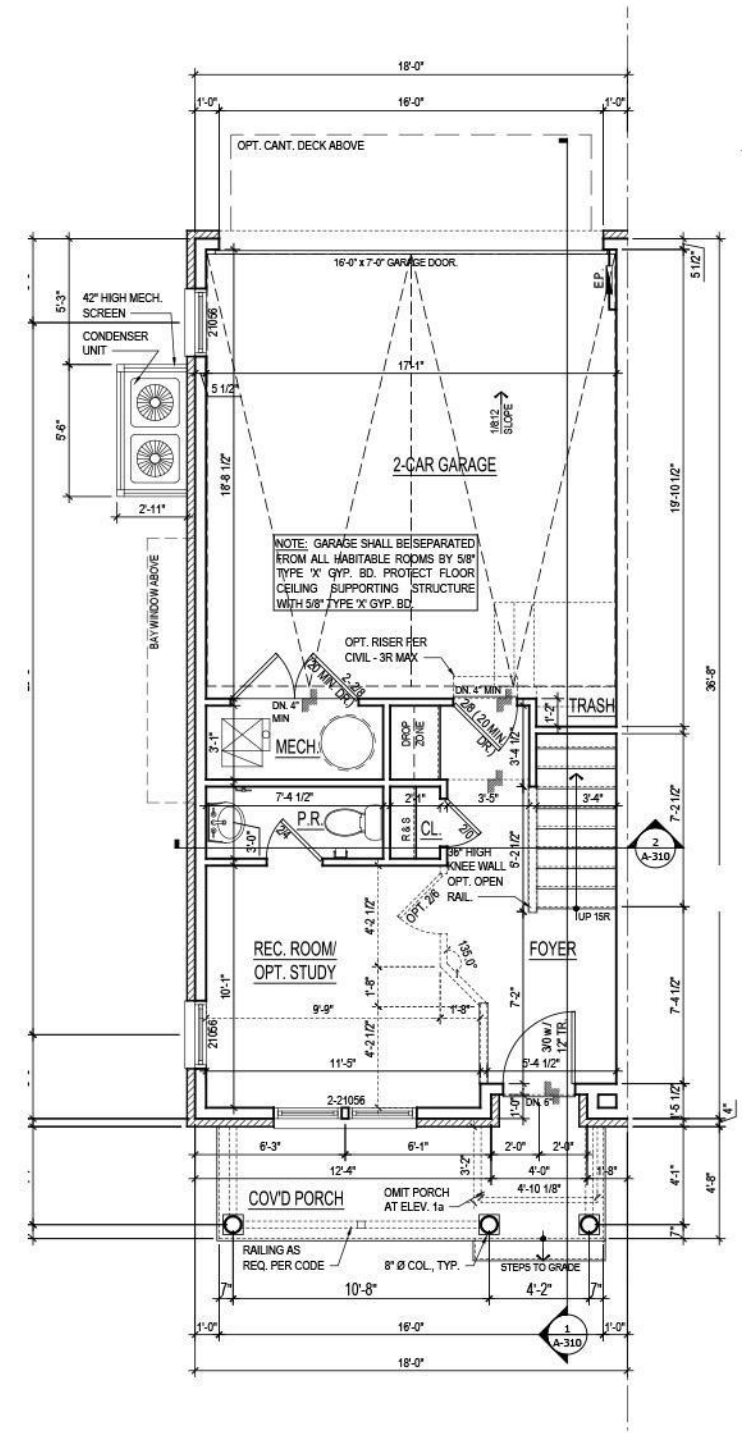 18'-0"
1'-0"
16'-0"
1'-0"
OPT. CANT. DECK ABOVE
16'-0" x 7'-0" GARAGE DOOR.
E.P.
5 1/2"
5'-3"
42" HIGH MECH.
SCREEN
CONDENSER
UNIT
21056
17'-1"
5 1/2"
5'-6"
2'-11"
1/8:12
SLOPE
18'-8 1/2"
2-CAR GARAGE
19'-10 1/2"
NOTE: GARAGE SHALL BE SEPARATED
FROM ALL HABITABLE ROOMS BY 5/8"
TYPE 'X' GYP. BD. PROTECT FLOOR
CEILING SUPPORTING STRUCTURE
WITH 5/8" TYPE 'X' GYP. BD.
BAY WINDOW ABOVE
OPT. RISER PER
CIVIL - 3R MAX
36'-8"
2- 2/8
(20 MIN. DR)
DN. 4"
MIN
DN. 4" MIN
2/8 (20 MIN
DR)
1'-2"
TRASH
3'-1"
MECH.
DROP
ZONE
3'-4 1/2"
7'-4 1/2"
2'-1"
3'-5"
3'-4"
7'-2 1/2"
P.R.
3'-0"
2/4
R & S
CL.
2/0
5'-2 1/2"
36" HIGH
KNEE WALL
OPT. OPEN
RAIL.
2
A-310
UP 15R
OPT. 2/6
4'-2 1/2"
REC. ROOM/
OPT. STUDY
135.0°
FOYER
10'-1"
1'-8"
9'-9"
1'-8"
7'-2"
7'-4 1/2"
21056
4'-2 1/2"
3/0 w/
12" TR.
11'-5"
5'-4 1/2"
2-21056
DN. 6"
1'-0"
1'-5 1/2"
4"
6'-3"
6'-1"
2'-0"
2'-0"
3'-2"
12'-4"
4'-0"
1'-8"
4'-10 1/8"
4'-1"
4'-8"
COV'D PORCH
OMIT PORCH
AT ELEV. 1a
7"
RAILING AS
REQ. PER CODE
8" Ø COL., TYP.
STEPS TO GRADE
7"
10'-8"
4'-2"
7"
1'-0"
16'-0"
1
A-310
1'-0"
18'-0"